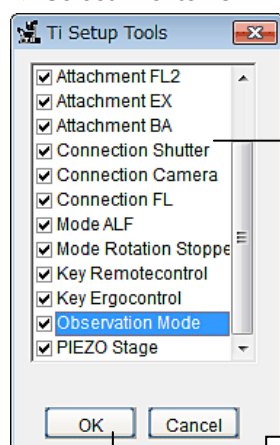 Ti Setup Tools
Attachment FL2
Attachment EX
Attachment BA
Connection Shutter
Connection Camera
Connection FL
Mode ALF
Mode Rotation Stoppe
Key Remotecontrol
Key Ergocontrol
Observation Mode
PIEZO Stage
OK Cancel